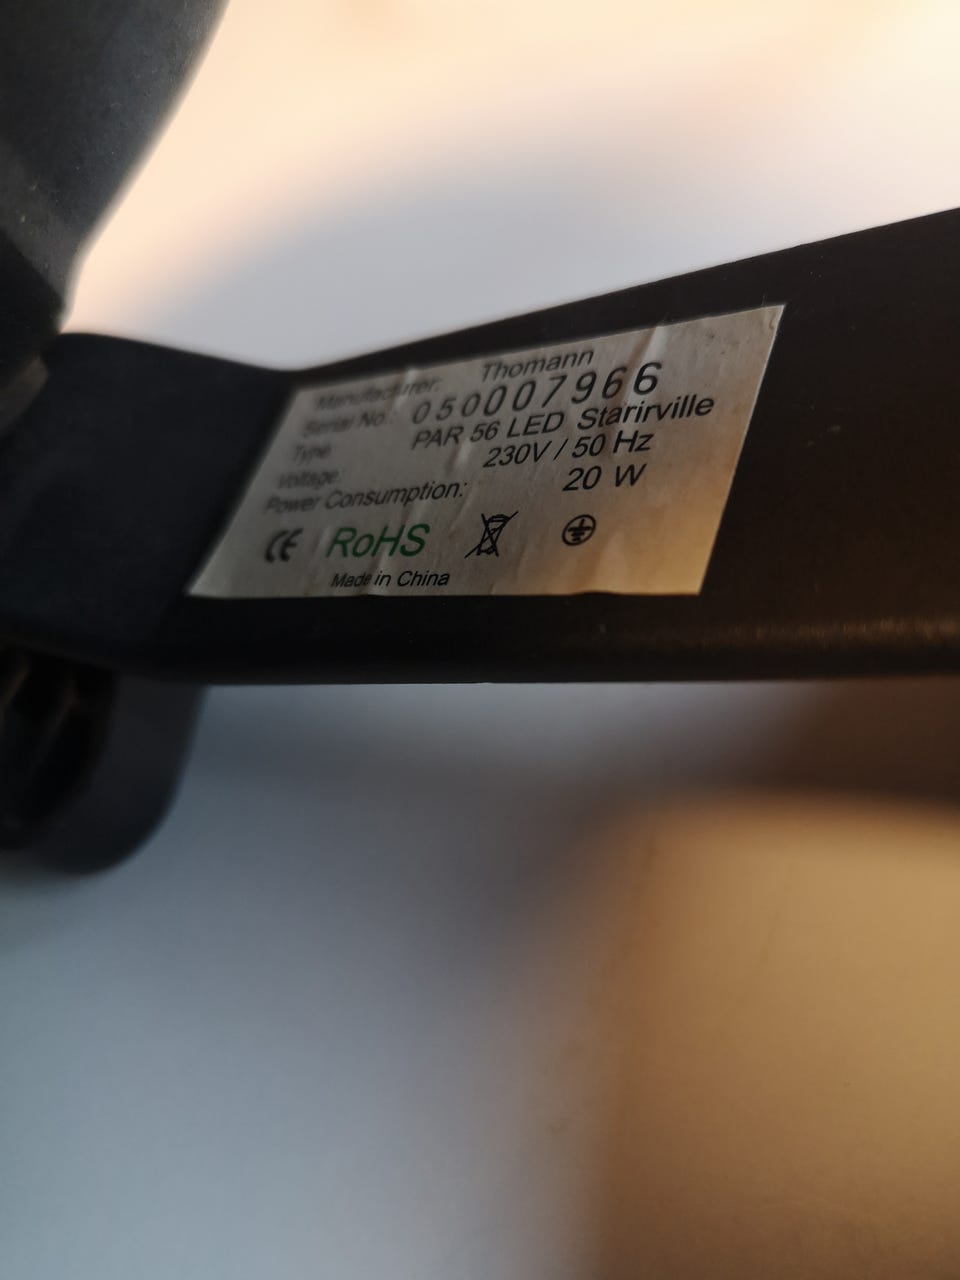 Manufacturer: Thomann
Serial No.: 050007966
Type: PAR 56 LED Starirville
Voltage: 230V / 50 Hz
Power Consumption: 20 W
CE RoHS
Made in China